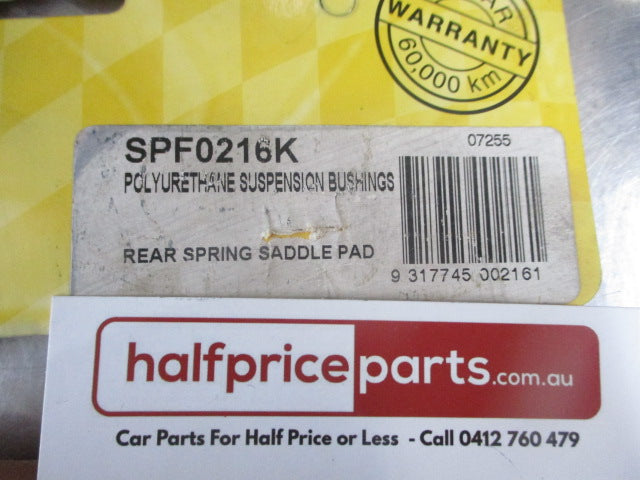 AR
WARRANTY
60,000 km
SPF0216K
07255
POLYURETHANE SUSPENSION BUSHINGS
REAR SPRING SADDLE PAD
9 317745 002161
halfpriceparts.com.au
Car Parts For Half Price or Less - Call 0412 760 479